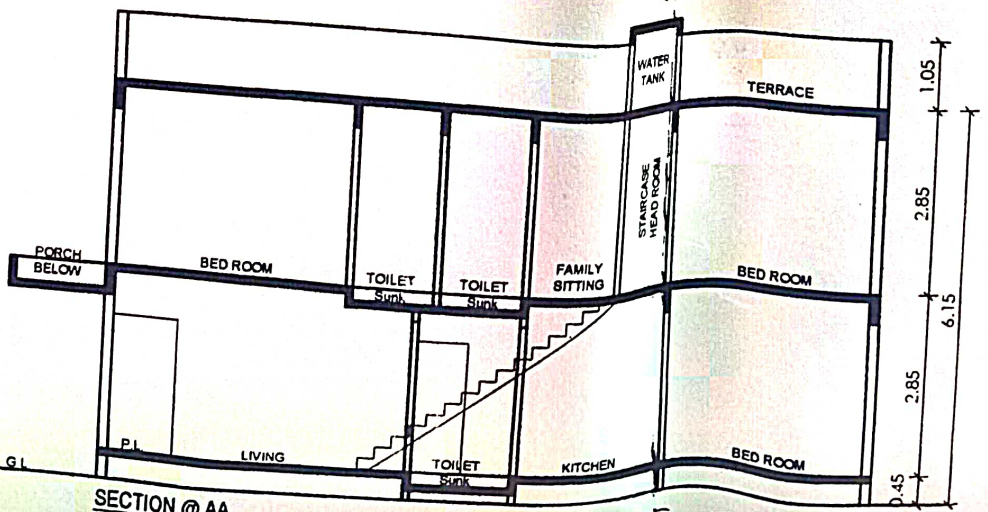 WATER
TANK
TERRACE
1.05
STAIRCASE
HEAD ROOM
2.85
PORCH
BELOW
BED ROOM
TOILET
Sunk
TOILET
Sunk
FAMILY
SITTING
BED ROOM
6.15
2.85
P.L
G.L
LIVING
TOILET
Sunk
KITCHEN
BED ROOM
0.45
SECTION @ AA